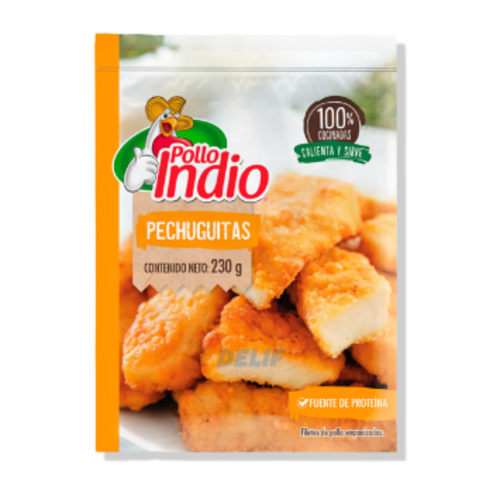 100%
COCINADAS
CALIENTA Y SIRVE
Pollo
Indio
PECHUGUITAS
CONTENIDO NETO: 230 g
DELIF
FUENTE DE PROTEÍNA
Filetes de pollo empanizados.